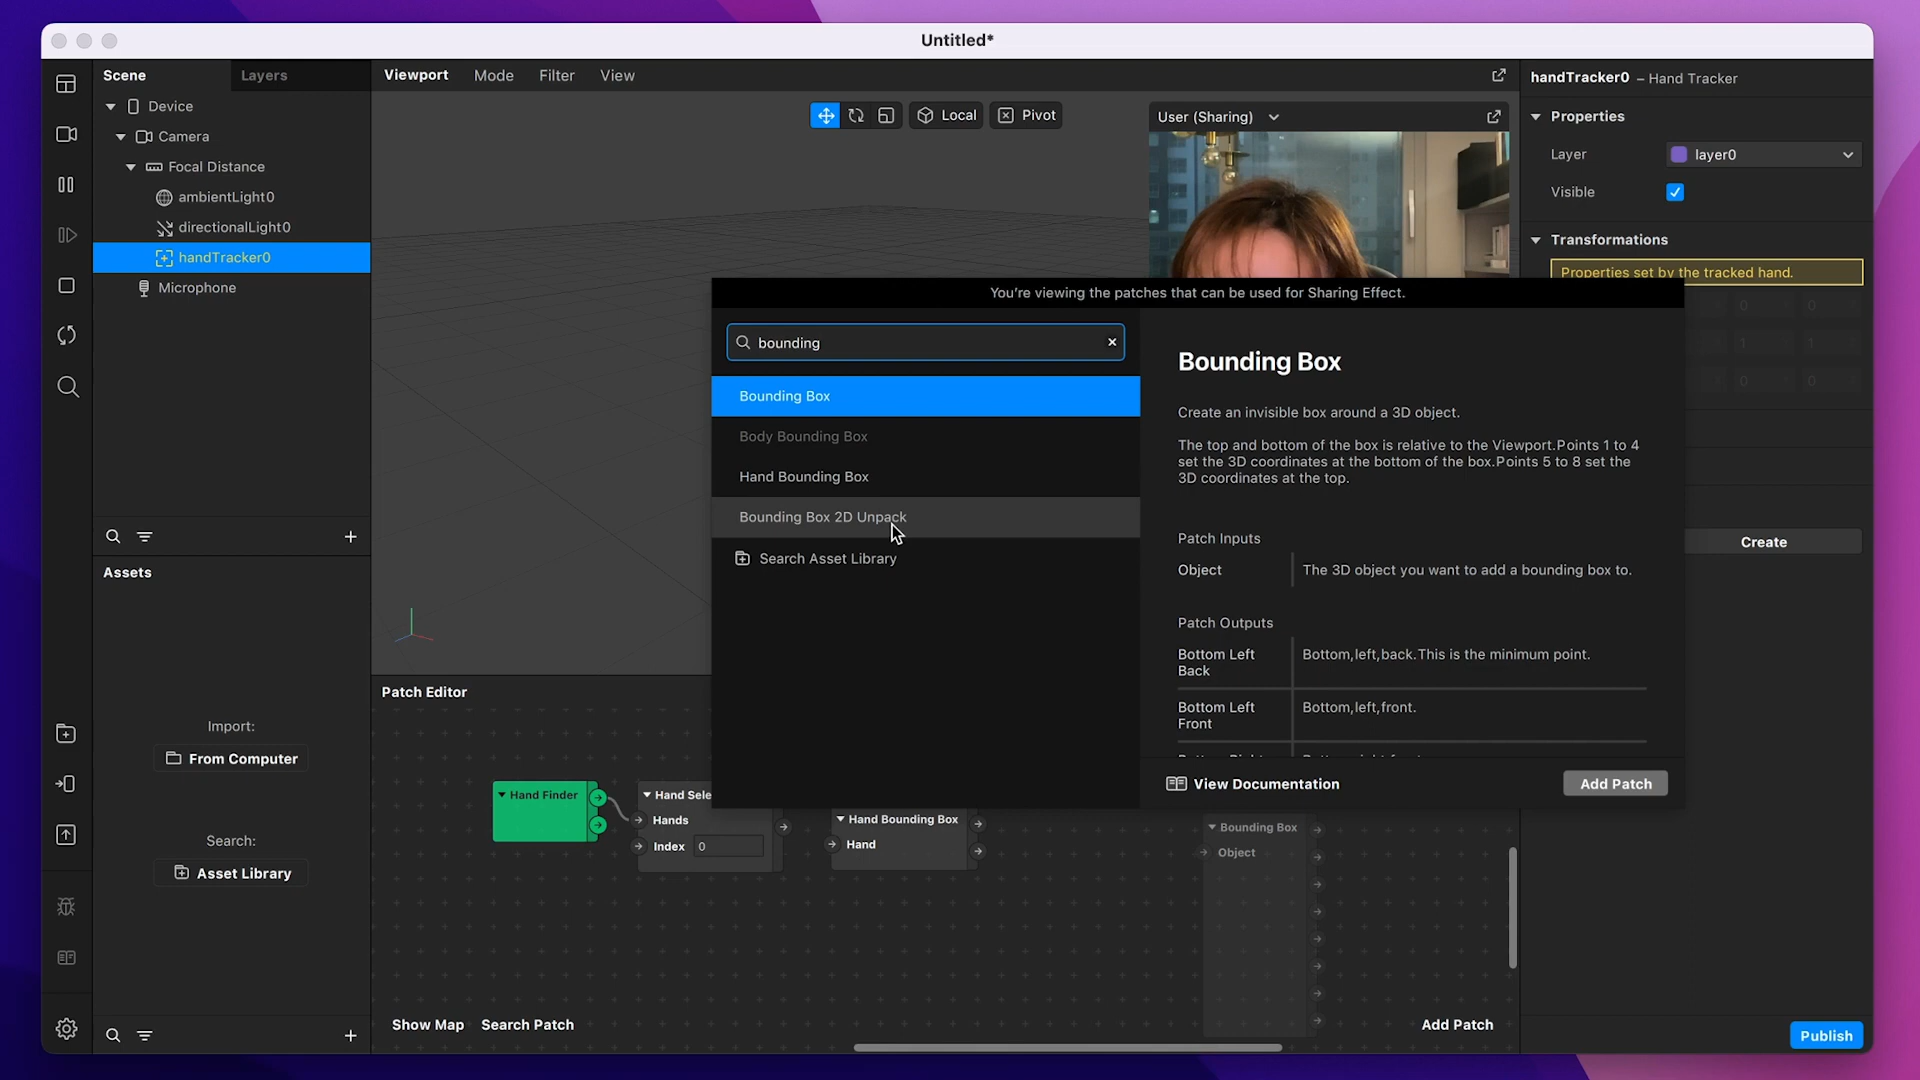 Untitled*
Scene
Layers
Viewport
Mode
Filter
View
handTracker0 – Hand Tracker
Device
Camera
Focal Distance
ambientLight0
directionalLight0
handTracker0
Microphone
Local
Pivot
User (Sharing)
Properties
Layer
layer0
Visible
Transformations
Properties set by the tracked hand.
0 0
1 1
0 0
You're viewing the patches that can be used for Sharing Effect.
bounding
Bounding Box
Body Bounding Box
Hand Bounding Box
Bounding Box 2D Unpack
Search Asset Library
Bounding Box
Create an invisible box around a 3D object.
The top and bottom of the box is relative to the Viewport.Points 1 to 4
set the 3D coordinates at the bottom of the box.Points 5 to 8 set the
3D coordinates at the top.
Patch Inputs
Object
The 3D object you want to add a bounding box to.
Patch Outputs
Bottom Left
Back
Bottom,left,back.This is the minimum point.
Bottom Left
Front
Bottom,left,front.
View Documentation
Add Patch
Create
Assets
Import:
From Computer
Search:
Asset Library
Patch Editor
Hand Finder
Hand Sele
Hands
Index 0
Hand Bounding Box
Hand
Bounding Box
Object
Show Map
Search Patch
Add Patch
Publish